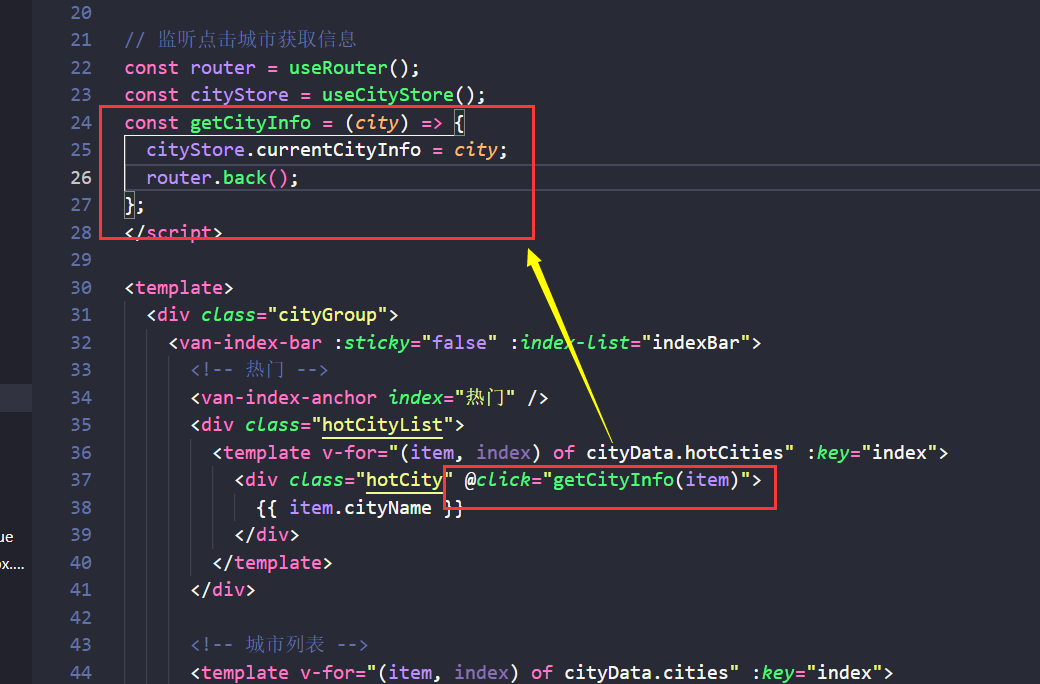 20
21 // 监听点击城市获取信息
22 const router = useRouter();
23 const cityStore = useCityStore();
24 const getCityInfo = (city) => {
25 cityStore.currentCityInfo = city;
26 router.back();
27 };
28 </script>
29
30 <template>
31 <div class="cityGroup">
32 <van-index-bar :sticky="false" :index-list="indexBar">
33 <!-- 热门 -->
34 <van-index-anchor index="热门" />
35 <div class="hotCityList">
36 <template v-for="(item, index) of cityData.hotCities" :key="index">
37 <div class="hotCity" @click="getCityInfo(item)">
ue 38 {{ item.cityName }}
39 </div>
ox.... 40 </template>
41 </div>
42
43 <!-- 城市列表 -->
44 <template v-for="(item, index) of cityData.cities" :key="index">